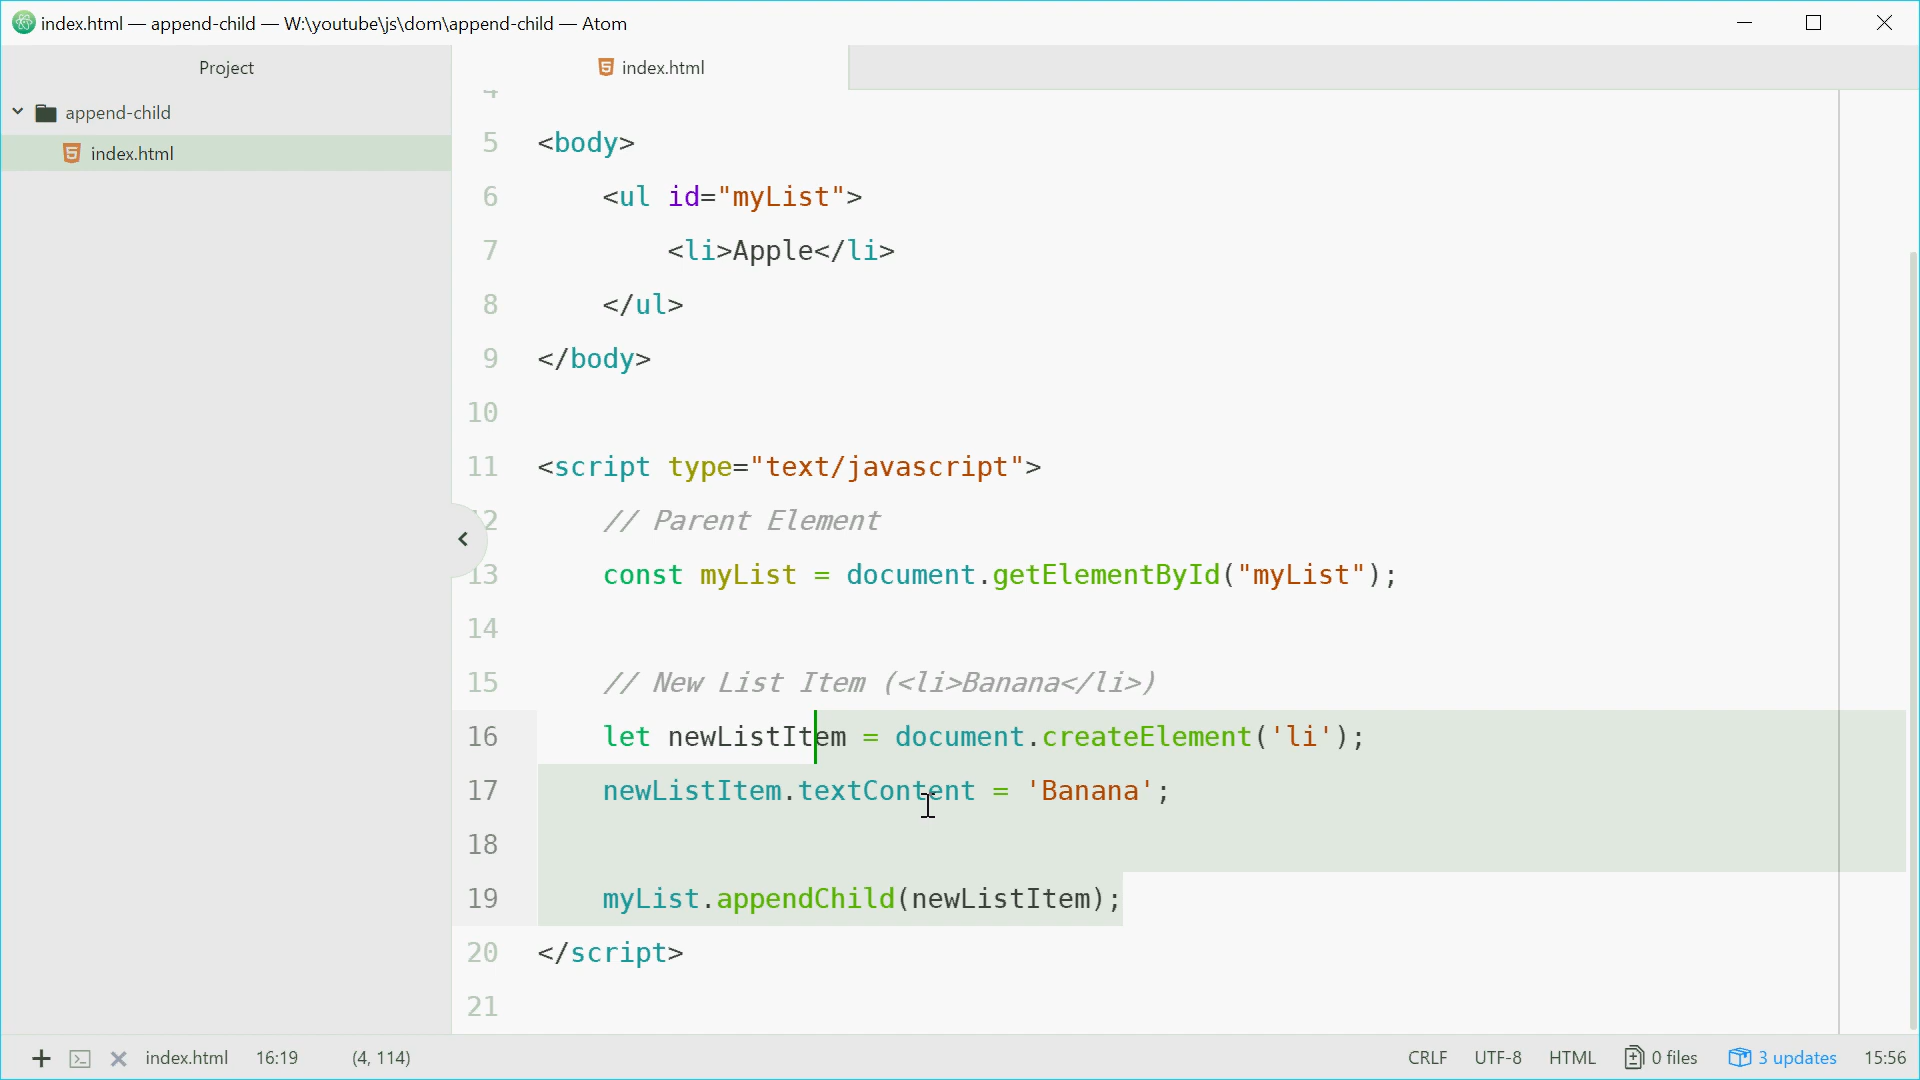 index.html — append-child — W:\youtube\js\dom\append-child — Atom
Project
index.html
append-child
index.html
4
5 <body>
6 <ul id="myList">
7 <li>Apple</li>
8 </ul>
9 </body>
10
11 <script type="text/javascript">
12 // Parent Element
13 const myList = document.getElementById("myList");
14
15 // New List Item (<li>Banana</li>)
16 let newListItem = document.createElement('li');
17 newListItem.textContent = 'Banana';
18
19 myList.appendChild(newListItem);
20 </script>
21
index.html 16:19 (4, 114) CRLF UTF-8 HTML 0 files 3 updates 15:56